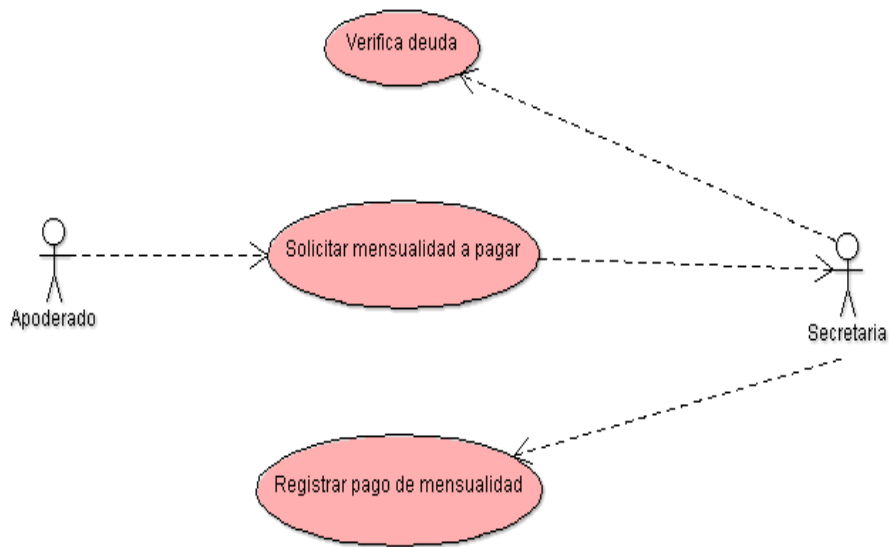 Verifica deuda
Solicitar mensualidad a pagar
Apoderado
Secretaria
Registrar pago de mensualidad